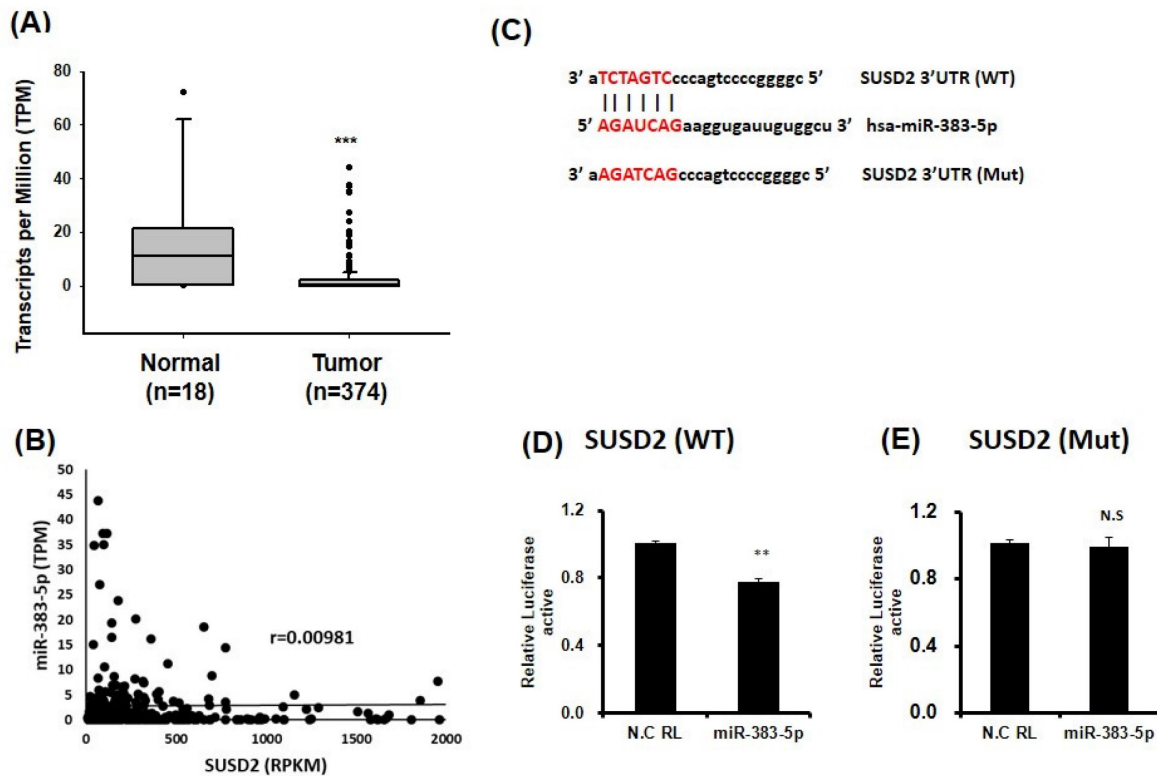 (A)
Transcripts per Million (TPM)
80
60
40
20
0
***
Normal
(n=18)
Tumor
(n=374)
(C)
3’ aTCTAGTCcccagtccccggggc 5’ SUSD2 3’UTR (WT)
|| | | | |
5’ AGAUCAGaaggugauuguggcu 3’ hsa-miR-383-5p
3’ aAGATCAGcccagtccccggggc 5’ SUSD2 3’UTR (Mut)
(B)
miR-383-5p (TPM)
50
45
40
35
30
25
20
15
10
5
0
r=0.00981
0 500 1000 1500 2000
SUSD2 (RPKM)
(D) SUSD2 (WT)
Relative Luciferase
active
1.2
0.8
0.4
0.0
**
N.C RL miR-383-5p
(E) SUSD2 (Mut)
Relative Luciferase
active
1.2
0.8
0.4
0.0
N.S
N.C RL miR-383-5p